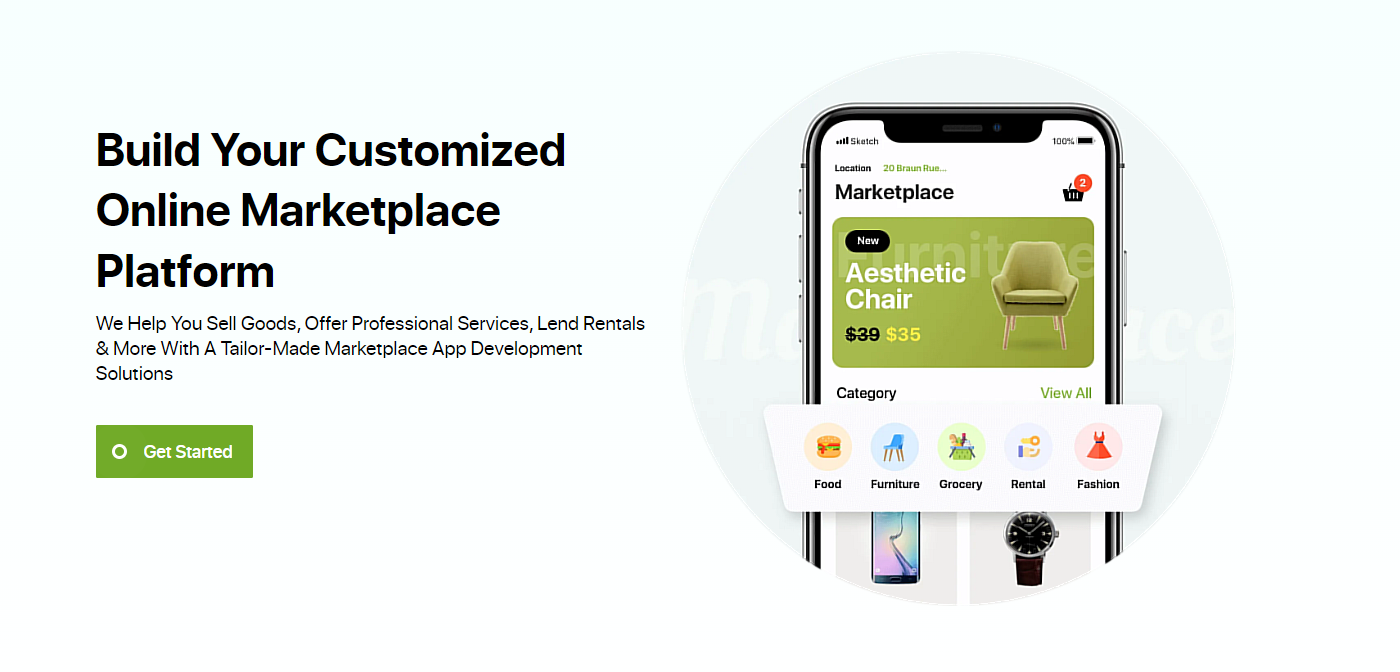 Build Your Customized
Online Marketplace
Platform
We Help You Sell Goods, Offer Professional Services, Lend Rentals
& More With A Tailor-Made Marketplace App Development
Solutions
Get Started
Sketch
100%
Location 20 Braun Rue...
Marketplace
2
New
Furniture
Aesthetic
Chair
$39 $35
Category View All
Food Furniture Grocery Rental Fashion